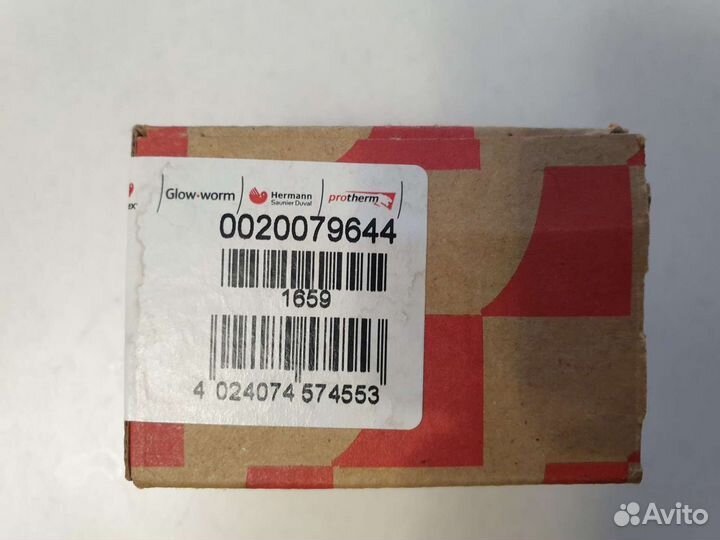 Glow-worm
Hermann
Saunier Duval
protherm
0020079644
1659
4 024074 574553
Avito